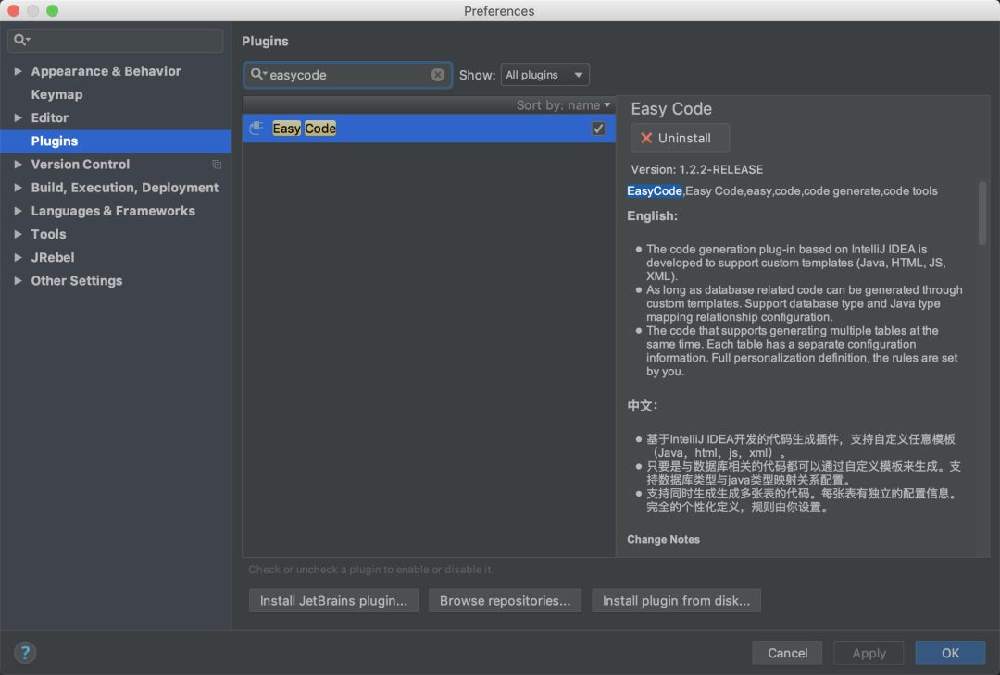 Preferences
Plugins
easycode
Show:
All plugins
Appearance & Behavior
Keymap
Editor
Plugins
Version Control
Build, Execution, Deployment
Languages & Frameworks
Tools
JRebel
Other Settings
Sort by: name
Easy Code
Easy Code
Uninstall
Version: 1.2.2-RELEASE
EasyCode,Easy Code,easy,code,code generate,code tools
English:
The code generation plug-in based on IntelliJ IDEA is
developed to support custom templates (Java, HTML, JS,
XML).
As long as database related code can be generated through
custom templates. Support database type and Java type
mapping relationship configuration.
The code that supports generating multiple tables at the
same time. Each table has a separate configuration
information. Full personalization definition, the rules are set
by you.
中文:
基于IntelliJ IDEA开发的代码生成插件，支持自定义任意模板
（Java，html，js，xml）。
只要是与数据库相关的代码都可以通过自定义模板来生成。支
持数据库类型与java类型映射关系配置。
支持同时生成生成多张表的代码。每张表有独立的配置信息。
完全的个性化定义，规则由你设置。
Change Notes
Check or uncheck a plugin to enable or disable it.
Install JetBrains plugin...
Browse repositories...
Install plugin from disk...
?
Cancel
Apply
OK